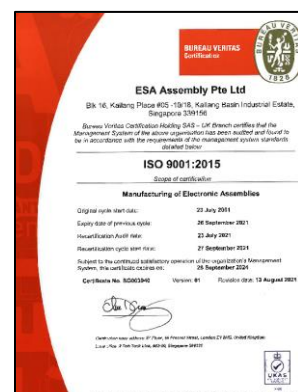 BUREAU VERITAS
Certification
BUREAU VERITAS
1828
ESA Assembly Pte Ltd
Blk 16, Kallang Place #05 -10/18, Kallang Basin Industrial Estate,
Singapore 339156
Bureau Veritas Certification Holding SAS – UK Branch certifies that the
Management System of the above organisation has been audited and found to
be in accordance with the requirements of the management system standards
detailed below
ISO 9001:2015
Scope of certification
Manufacturing of Electronic Assemblies
Original cycle start date:
Expiry date of previous cycle:
26 September 2021
Recertification Audit date:
23 July 2021
Recertification cycle start date:
27 September 2021
Subject to the continued satisfactory operation of the organization's Management
System, this certificate expires on:
26 September 2024
Certificate No.
Version: 01
Revision date: 13 August 2021
UKAS